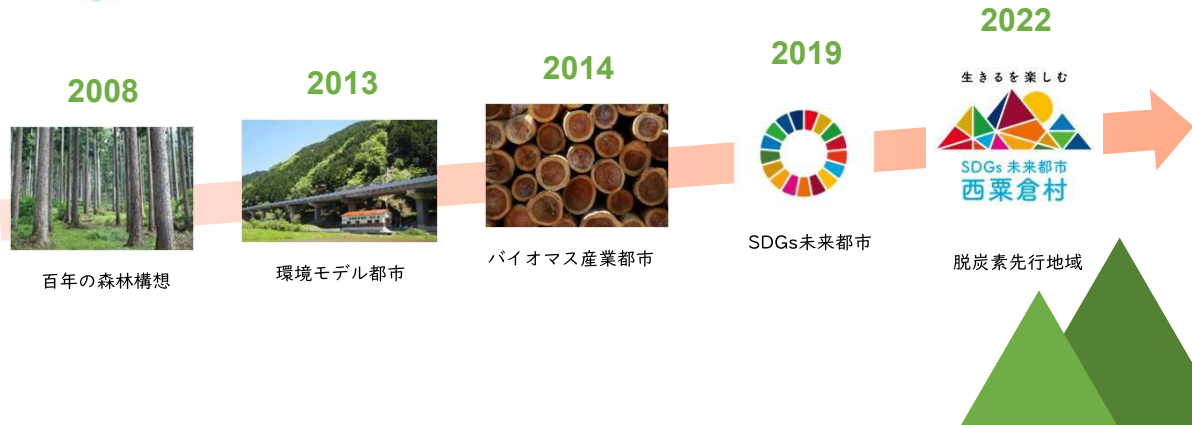 2008
百年の森林構想
2013
環境モデル都市
2014
バイオマス産業都市
2019
SDGs未来都市
2022
生きるを楽しむ
SDGs 未来都市
西粟倉村
脱炭素先行地域